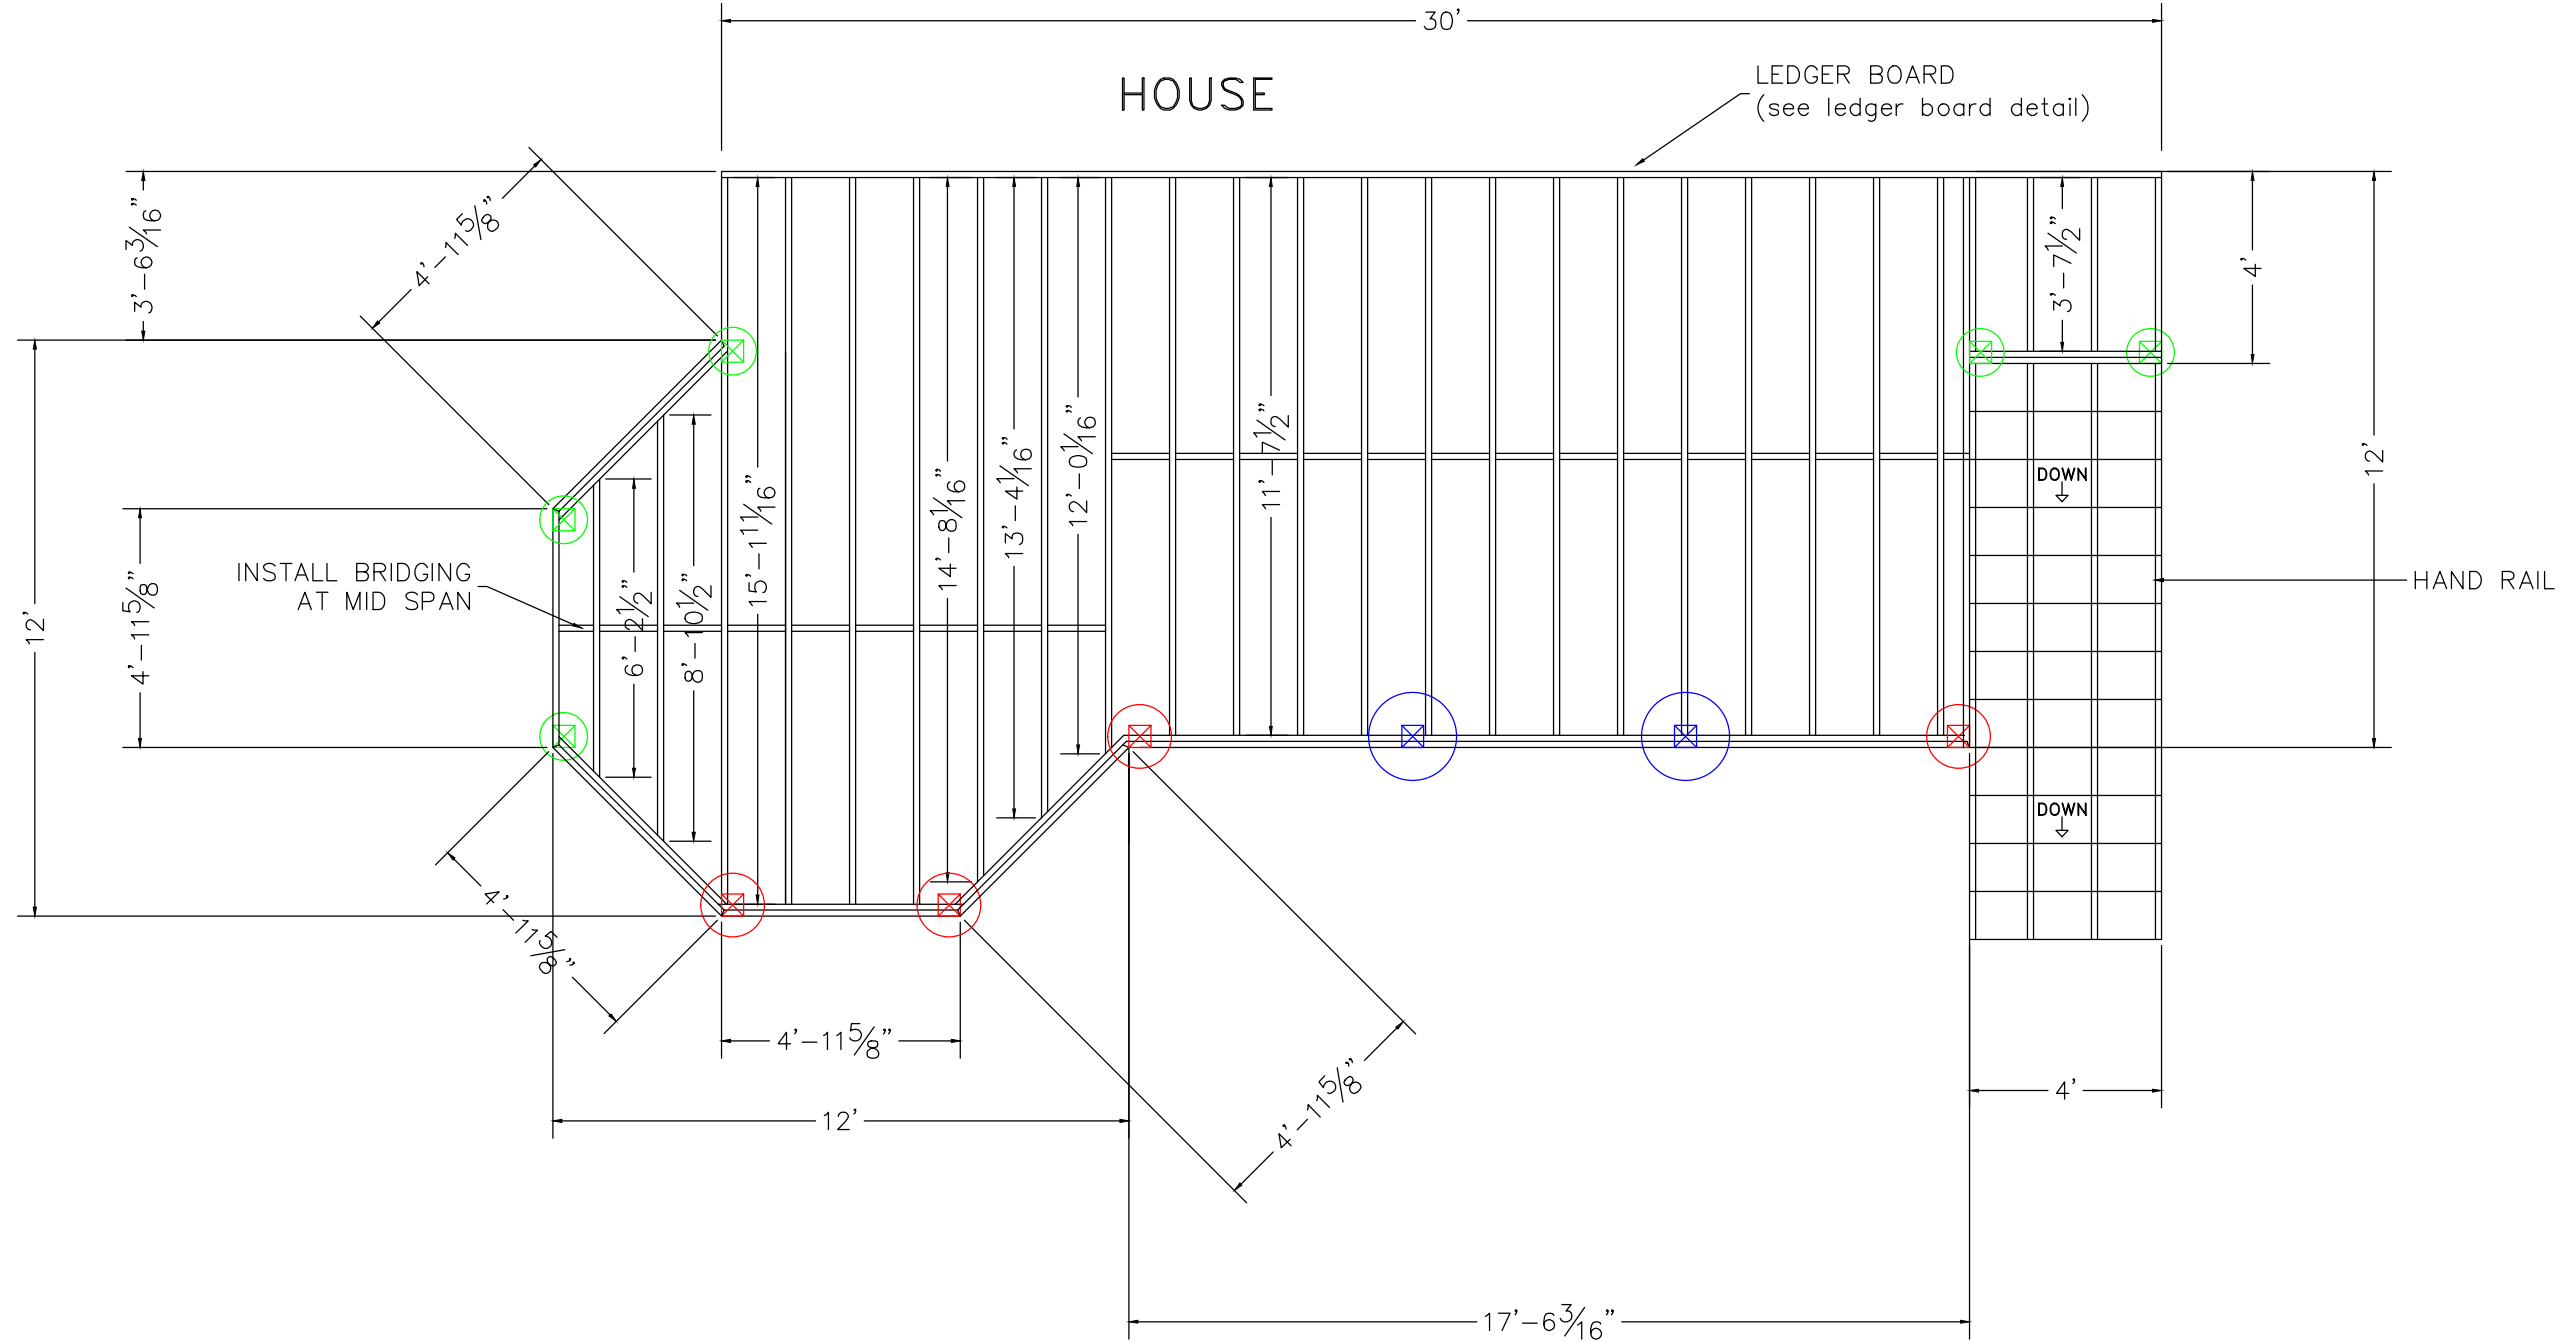 30'
HOUSE
LEDGER BOARD
(see ledger board detail)
3'-6 3/16"
4'-11 5/8"
3'-7 1/2"
4'
12'
15'-1 11/16"
14'-8 1/16"
13'-4 1/16"
12'-0 1/16"
11'-7 1/2"
DOWN
INSTALL BRIDGING
AT MID SPAN
HAND RAIL
12'
4'-11 5/8"
6'-2 1/2"
8'-10 1/2"
DOWN
4'-11 5/8"
4'-11 5/8"
4'-11 5/8"
4'
12'
17'-6 3/16"